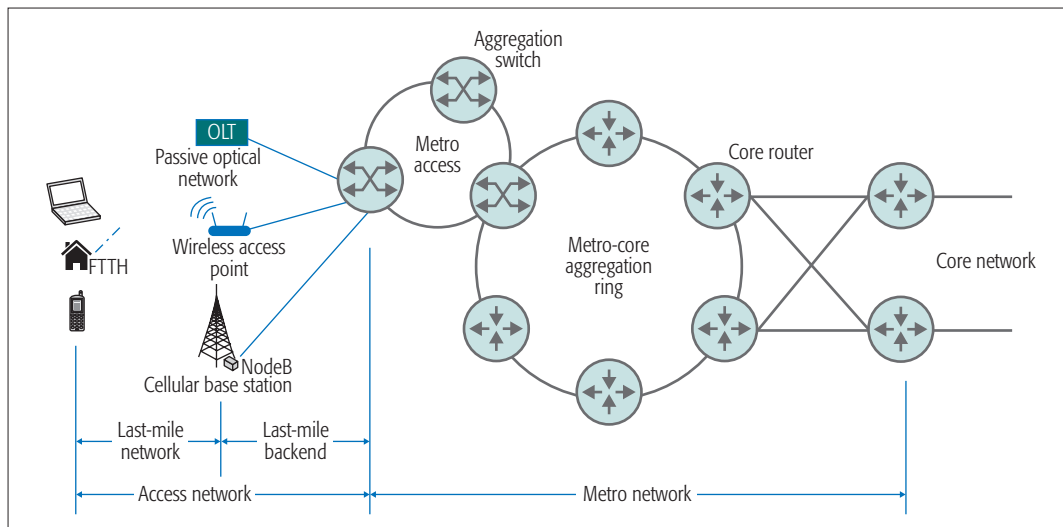 Aggregation
switch
OLT
Passive optical
network
Metro
access
Core router
FTTH
Wireless access
point
Metro-core
aggregation
ring
Core network
NodeB
Cellular base station
Last-mile
network
Last-mile
backend
Access network
Metro network